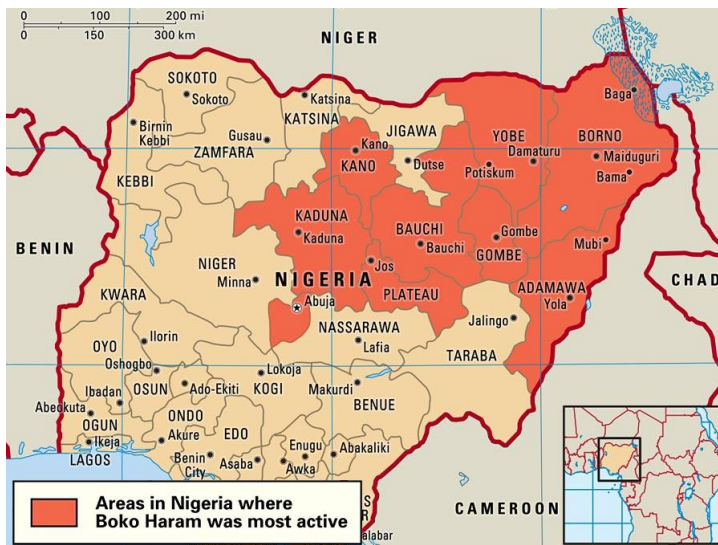 0 100 200 mi
0 150 300 km
NIGER
SOKOTO
Sokoto
Katsina
KATSINA
Birnin
Kebbi
Gusau
ZAMFARA
KEBBI
JIGAWA
Dutse
Kano
KANO
YOBE
Damaturu
Potiskum
BORNO
Baga
Maiduguri
Bama
BENIN
KADUNA
Kaduna
BAUCHI
Bauchi
Gombe
GOMBE
Mubi
NIGER
Minna
NIGERIA
Jos
PLATEAU
ADAMAWA
Yola
CHAD
KWARA
Abuja
NASSARAWA
Lafia
Jalingo
TARABA
OYO
Ilorin
Oshogbo
OSUN
Ado-Ekiti
Lokoja
KOGI
Makurdi
BENUE
Ibadan
Abeokuta
OGUN
Ikeja
LAGOS
ONDO
Akure
EDO
Benin
City
Asaba
Enugu
Awka
Abakaliki
CAMEROON
Areas in Nigeria where
Boko Haram was most active